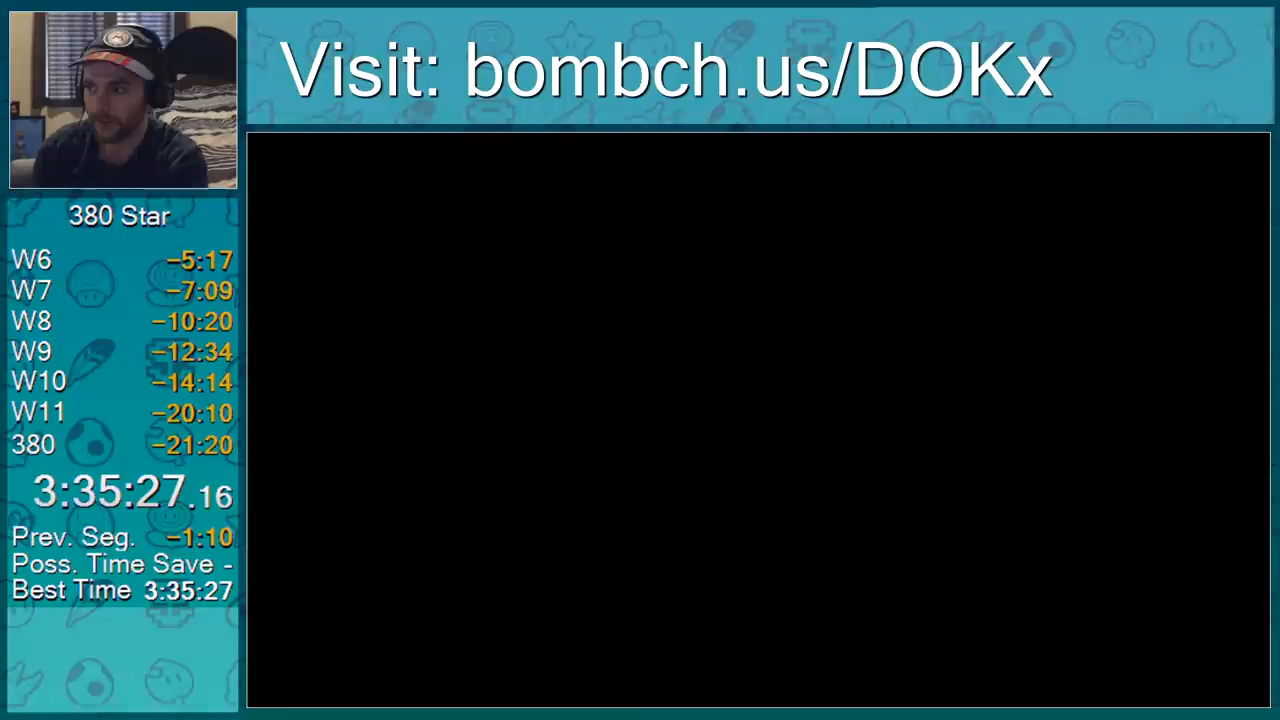 Visit: bombch.us/DOKx
380 Star
W6 -5:17
W7 -7:09
W8 -10:20
W9 -12:34
W10 -14:14
W11 -20:10
380 -21:20
3:35:27.16
Prev. Seg. -1:10
Poss. Time Save -
Best Time 3:35:27